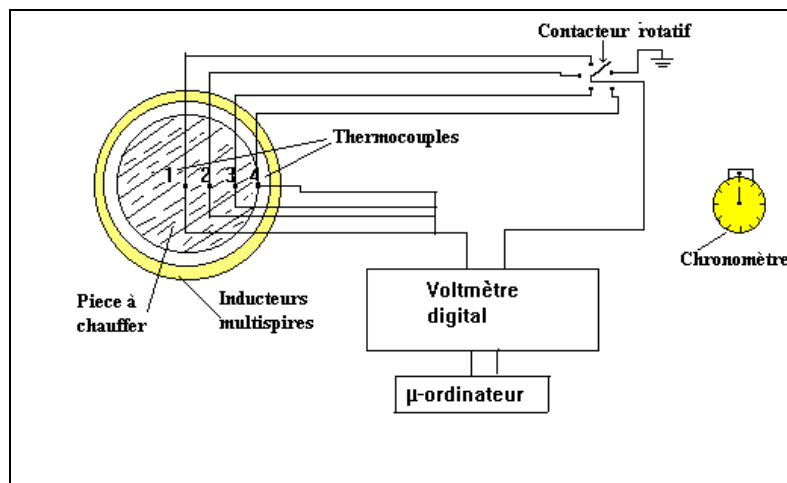 Contacteur rotatif
Thermocouples
1 2 3 4
Chronomètre
Piece à
chauffer
Inducteurs
multispires
Voltmètre
digital
µ-ordinateur